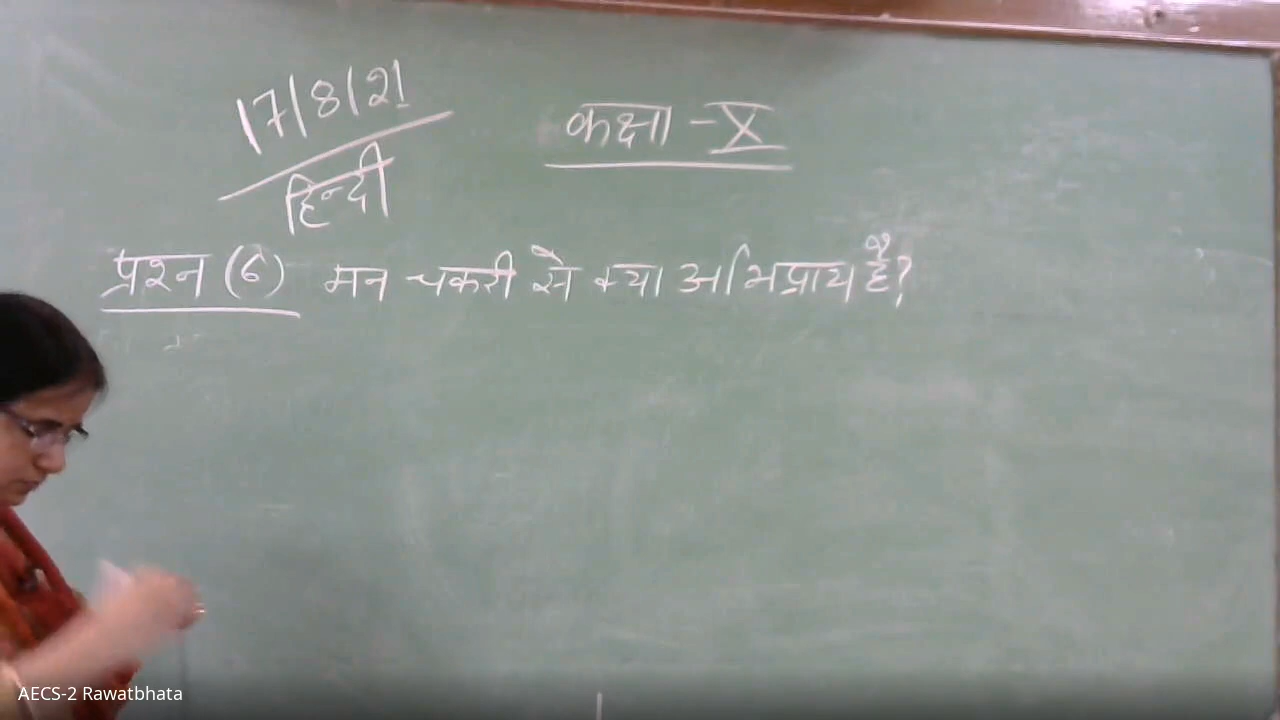 17/8/21
हिन्दी
कक्षा - X
प्रश्न (6) मन चकरी से क्या अभिप्राय है?
AECS-2 Rawatbhata